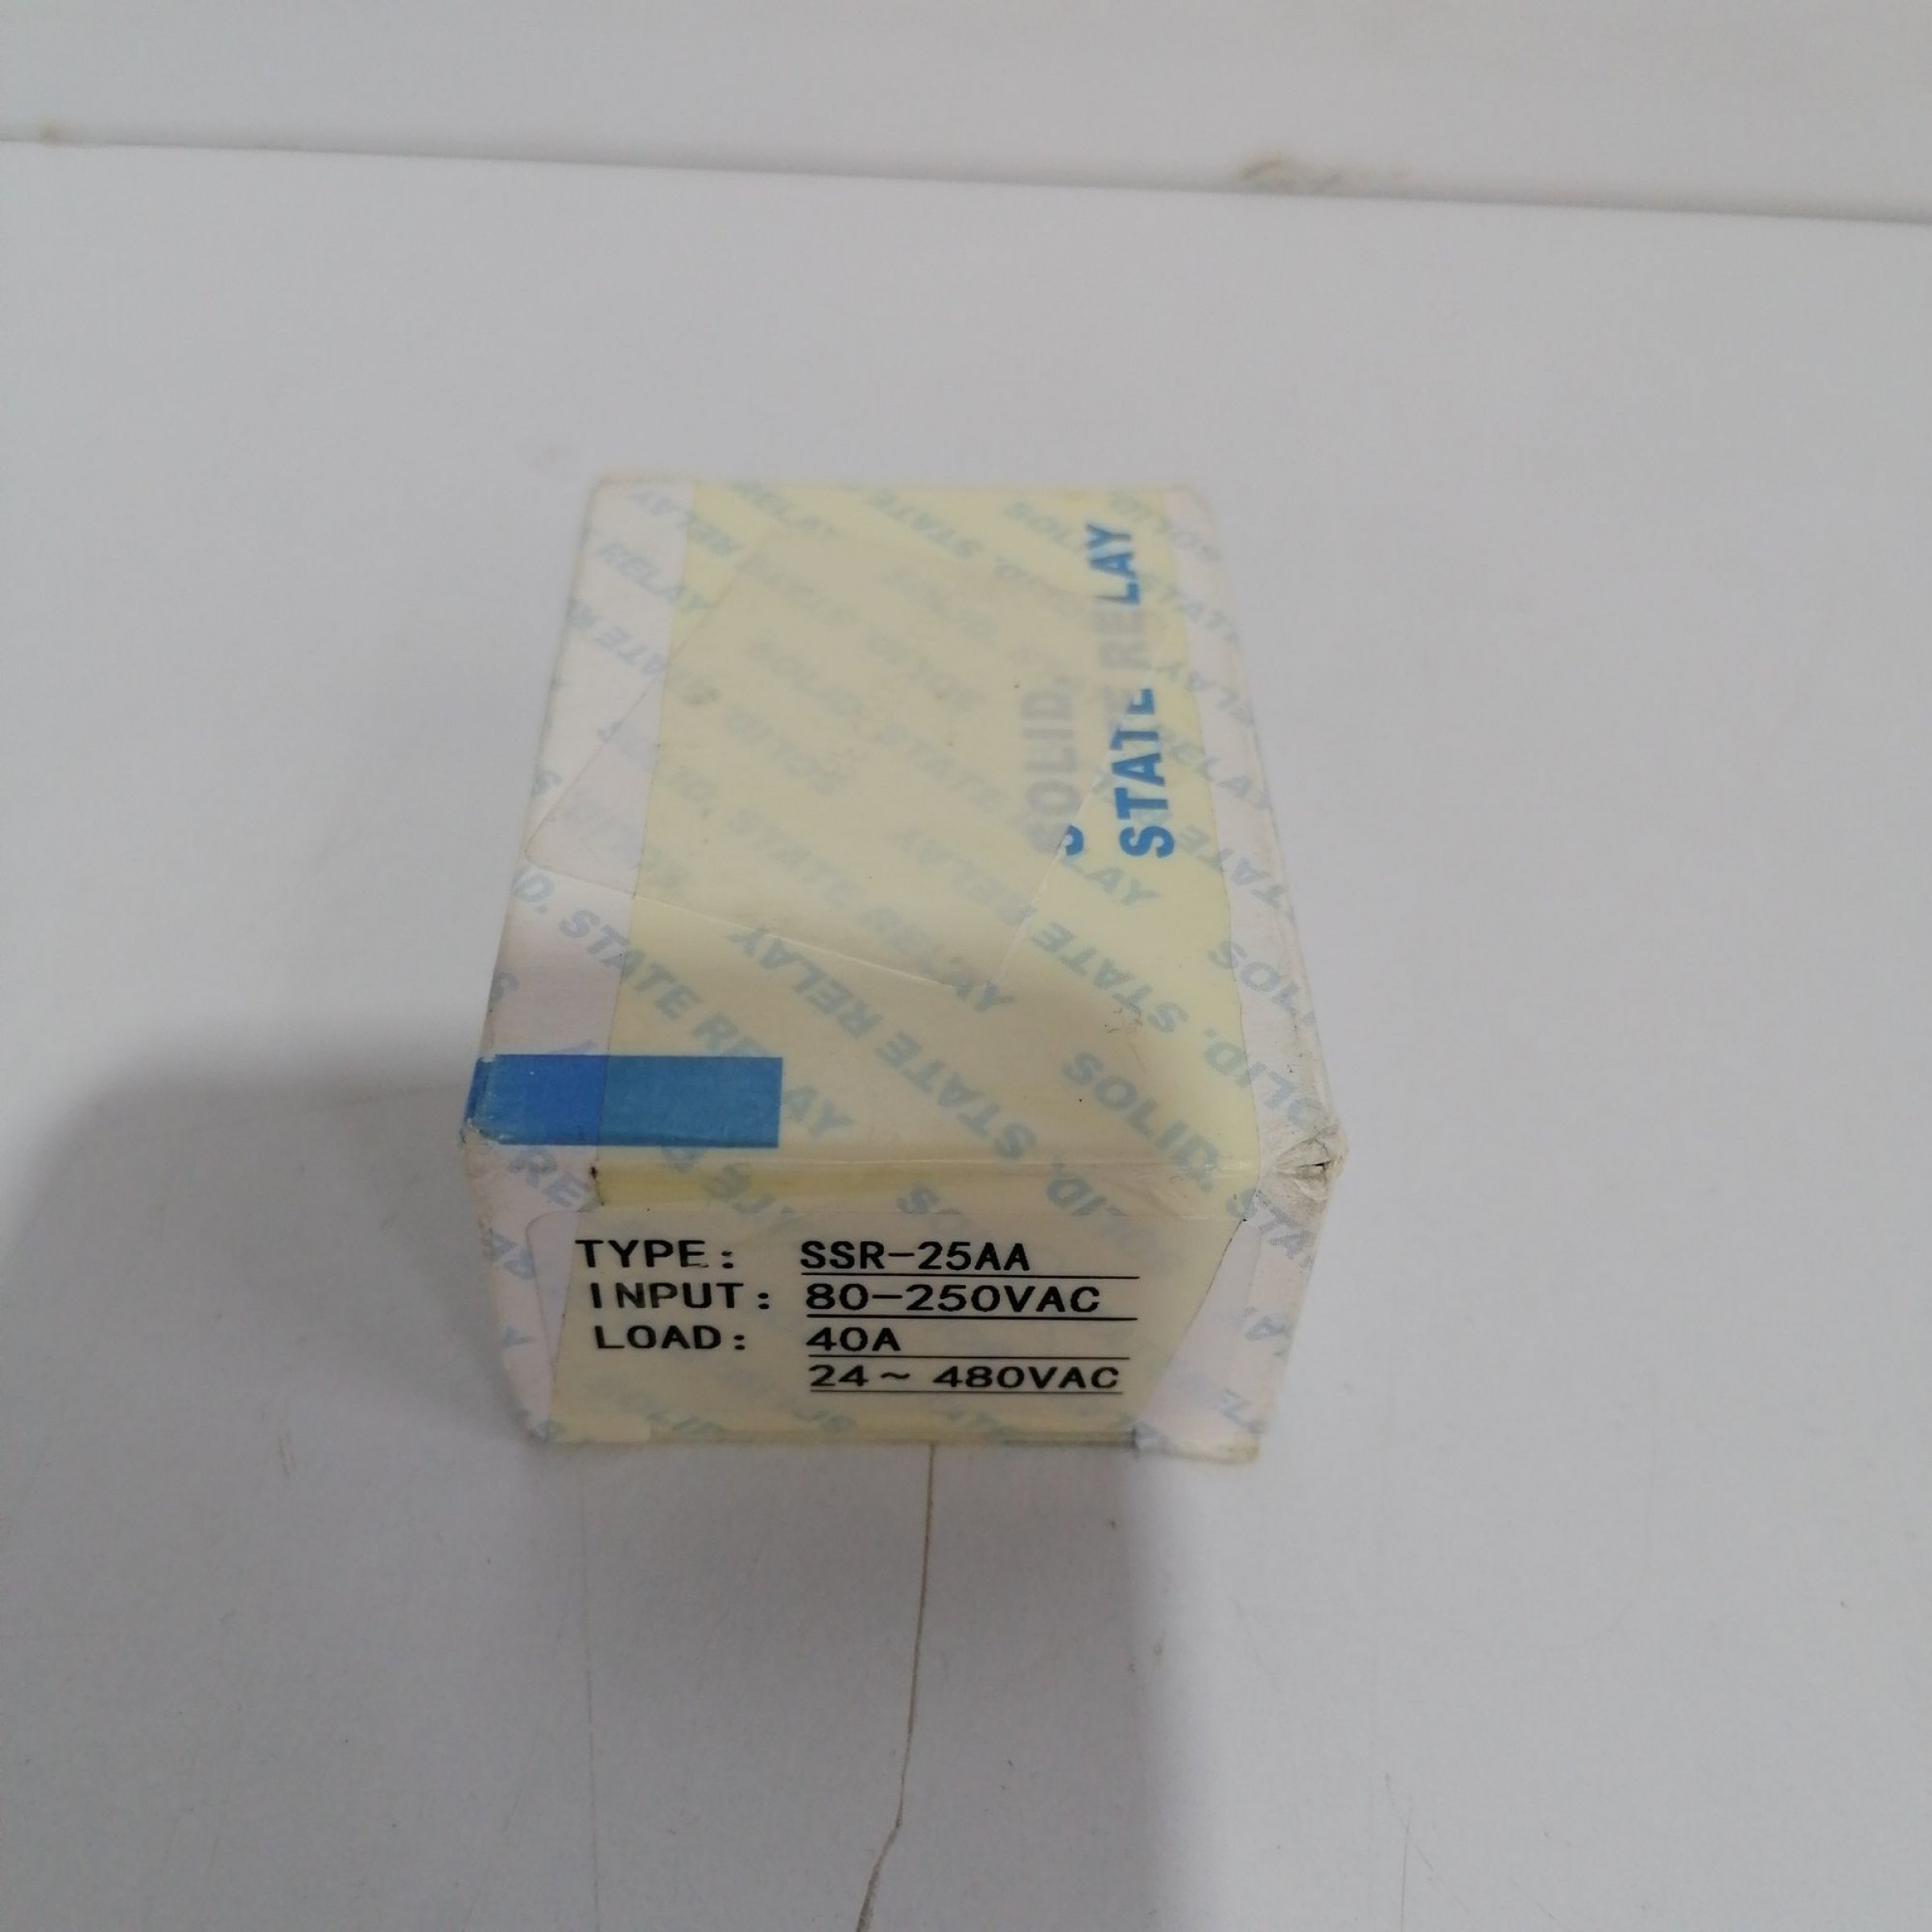 SOLID.
STATE RELAY
TYPE: SSR-25AA
INPUT: 80-250VAC
LOAD: 40A
24~ 480VAC